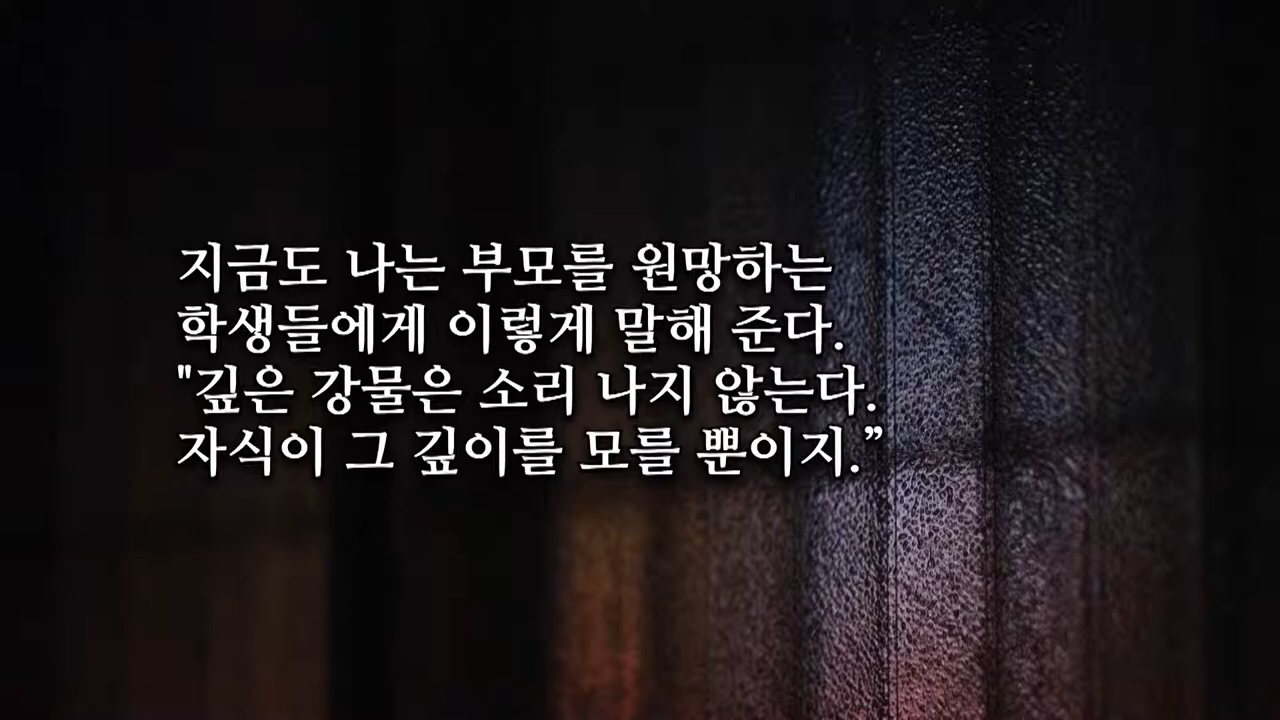 지금도 나는 부모를 원망하는
학생들에게 이렇게 말해 준다.
"깊은 강물은 소리 나지 않는다.
자식이 그 깊이를 모를 뿐이지.”